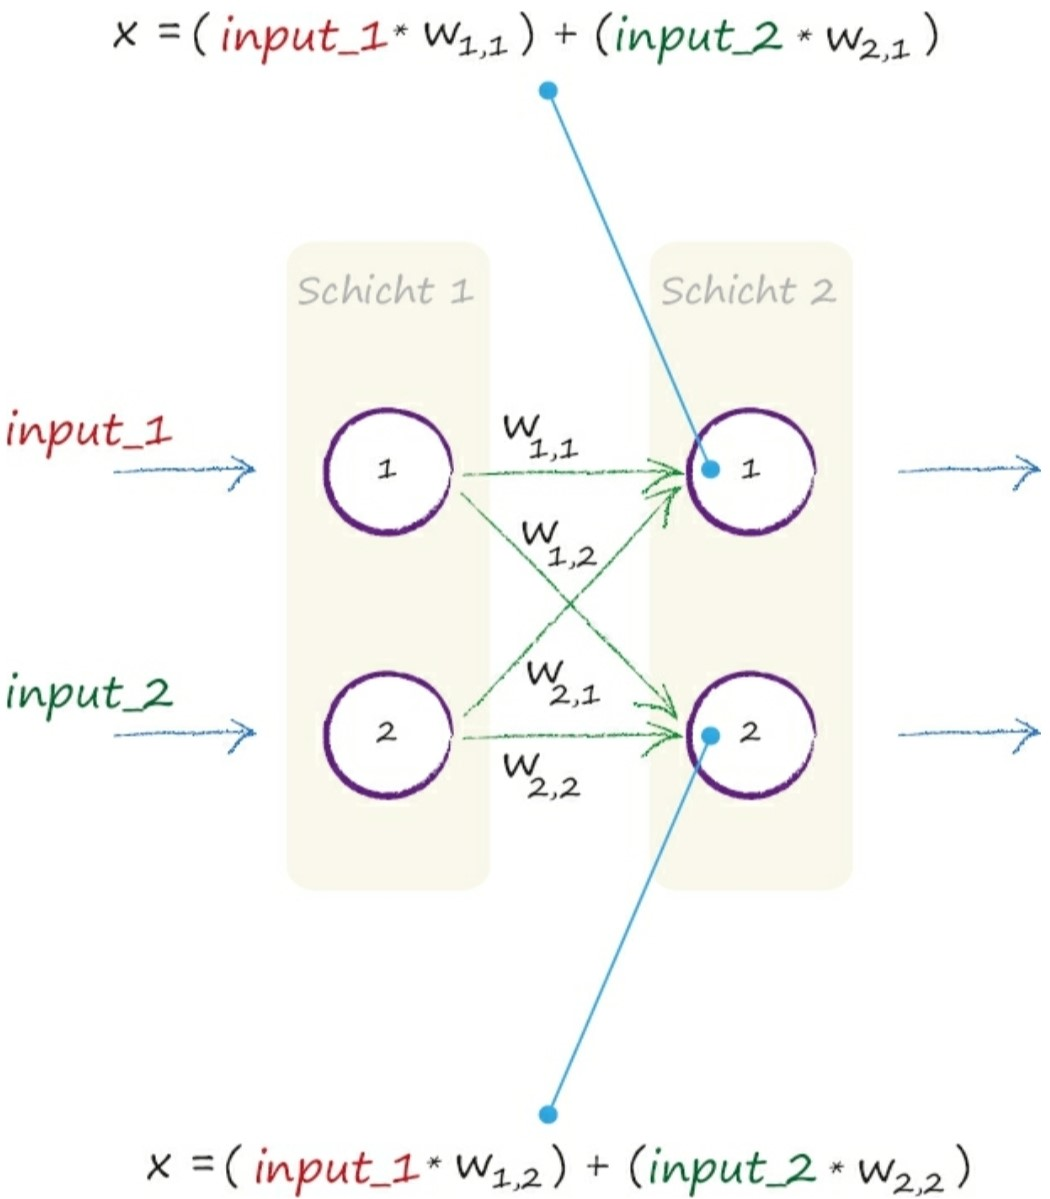 x = ( input_1 * w1,1 ) + (input_2 * w2,1 )
Schicht 1
Schicht 2
input_1
w1,1
1
1
w1,2
input_2
w2,1
2
2
w2,2
x = ( input_1 * w1,2 ) + (input_2 * w2,2 )